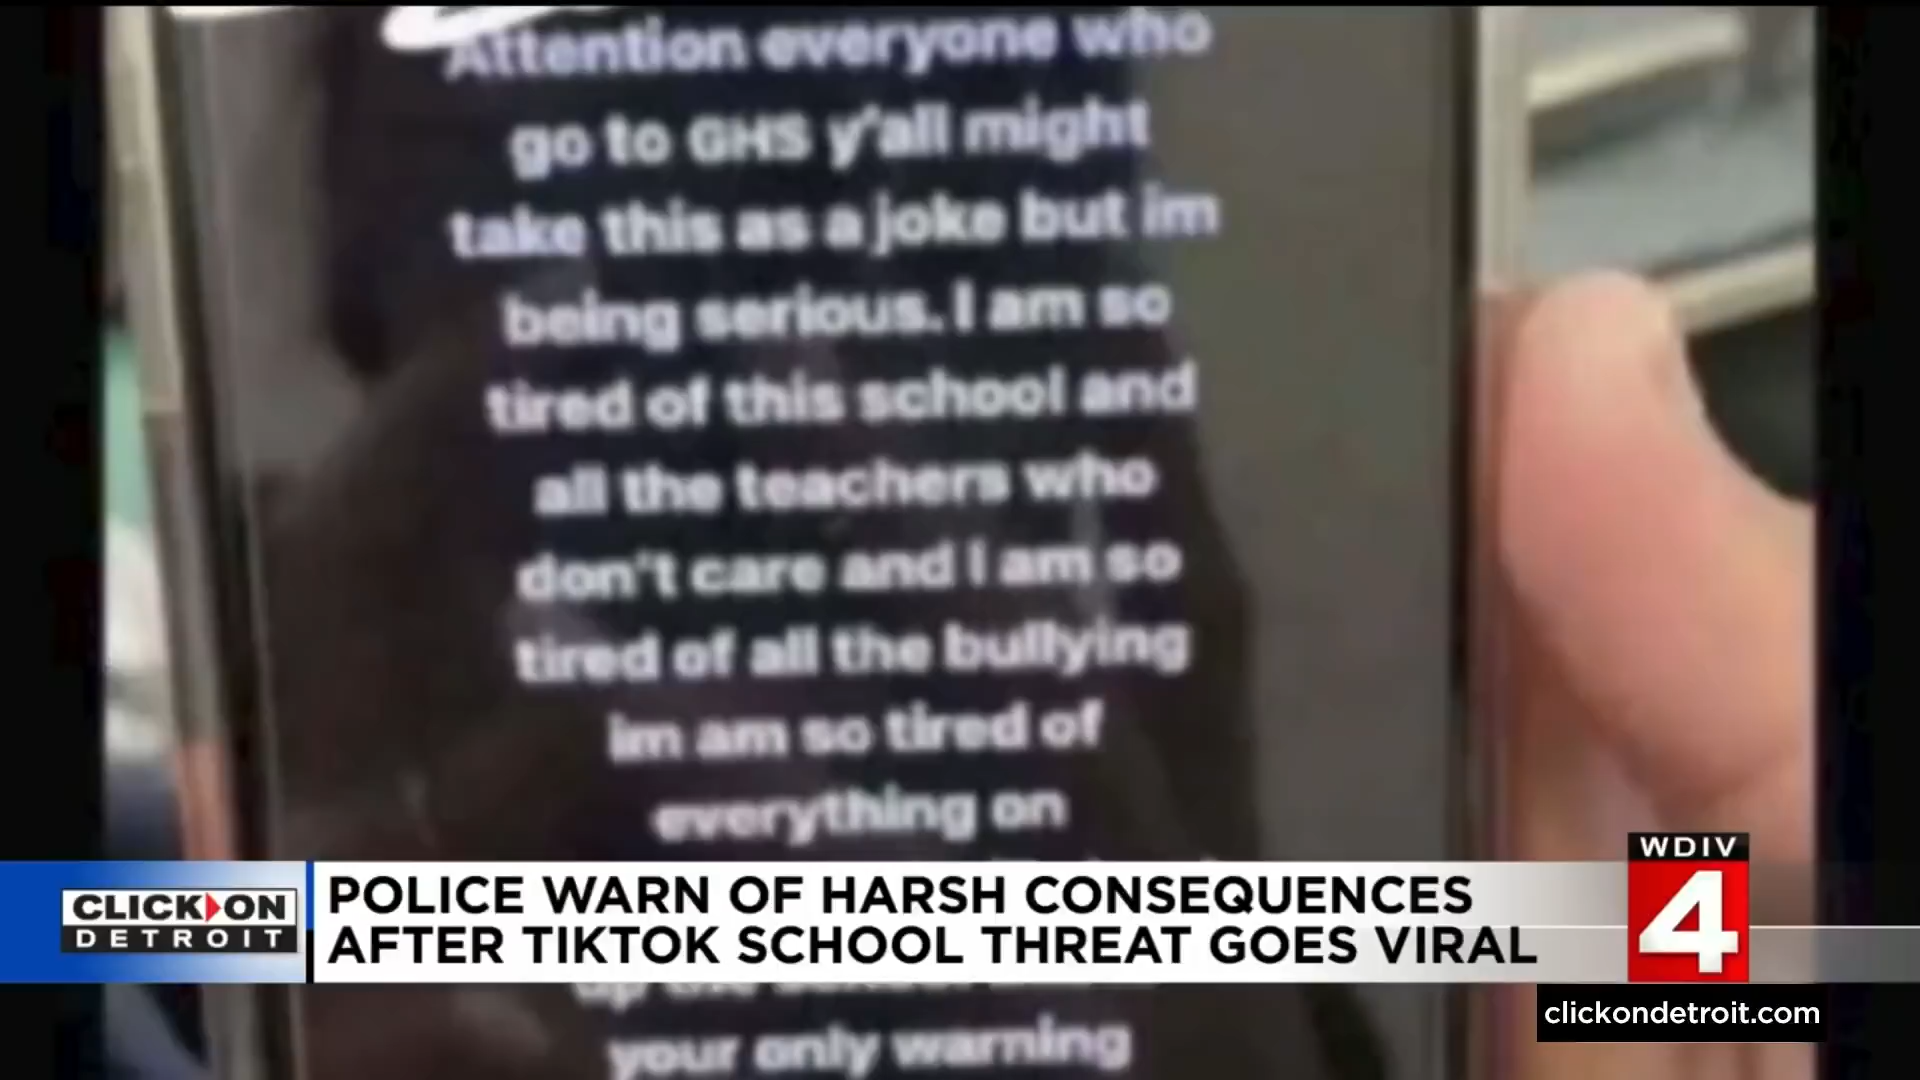 Attention everyone who
go to GHS y'all might
take this as a joke but im
being serious. I am so
tired of this school and
all the teachers who
don't care and I am so
tired of all the bullying
im am so tired of
everything on
up the school
your only warning
CLICK ON
DETROIT
POLICE WARN OF HARSH CONSEQUENCES
AFTER TIKTOK SCHOOL THREAT GOES VIRAL
WDIV
4
clickondetroit.com